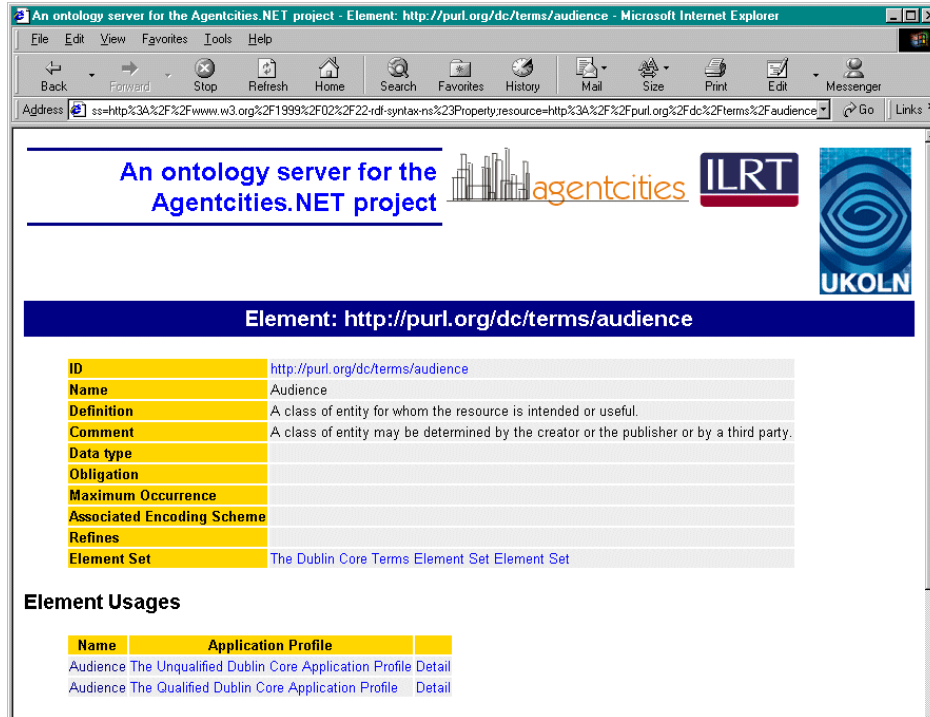 An ontology server for the Agentcities.NET project - Element: http://purl.org/dc/terms/audience - Microsoft Internet Explorer
File Edit View Favorites Tools Help
Back Forward Stop Refresh Home Search Favorites History Mail Size Print Edit Messenger
Address ss=http%3A%2F%2Fwww.w3.org%2F1999%2F02%2F22-rdf-syntax-ns%23Property;resource=http%3A%2F%2Fpurl.org%2Fdc%2Fterms%2Faudience Go Links
An ontology server for the
Agentcities.NET project
agentcities
ILRT
UKOLN
Element: http://purl.org/dc/terms/audience
ID http://purl.org/dc/terms/audience
Name Audience
Definition A class of entity for whom the resource is intended or useful.
Comment A class of entity may be determined by the creator or the publisher or by a third party.
Data type
Obligation
Maximum Occurrence
Associated Encoding Scheme
Refines
Element Set The Dublin Core Terms Element Set Element Set
Element Usages
Name Application Profile
Audience The Unqualified Dublin Core Application Profile Detail
Audience The Qualified Dublin Core Application Profile Detail